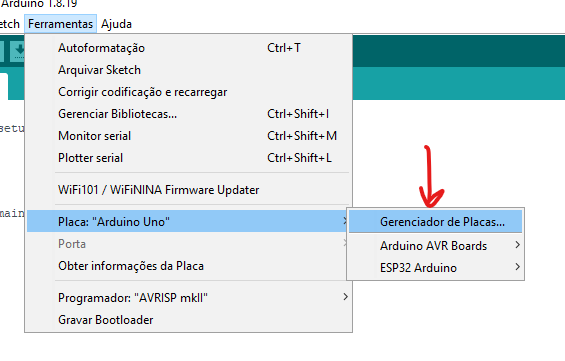 Arduino 1.8.19
etch Ferramentas Ajuda
Autoformatação Ctrl+T
Arquivar Sketch
Corrigir codificação e recarregar
Gerenciar Bibliotecas... Ctrl+Shift+I
setu
Monitor serial Ctrl+Shift+M
Plotter serial Ctrl+Shift+L
WiFi101 / WiFiNINA Firmware Updater
main
Placa: "Arduino Uno" Gerenciador de Placas...
Porta Arduino AVR Boards
Obter informações da Placa ESP32 Arduino
Programador: "AVRISP mkII"
Gravar Bootloader